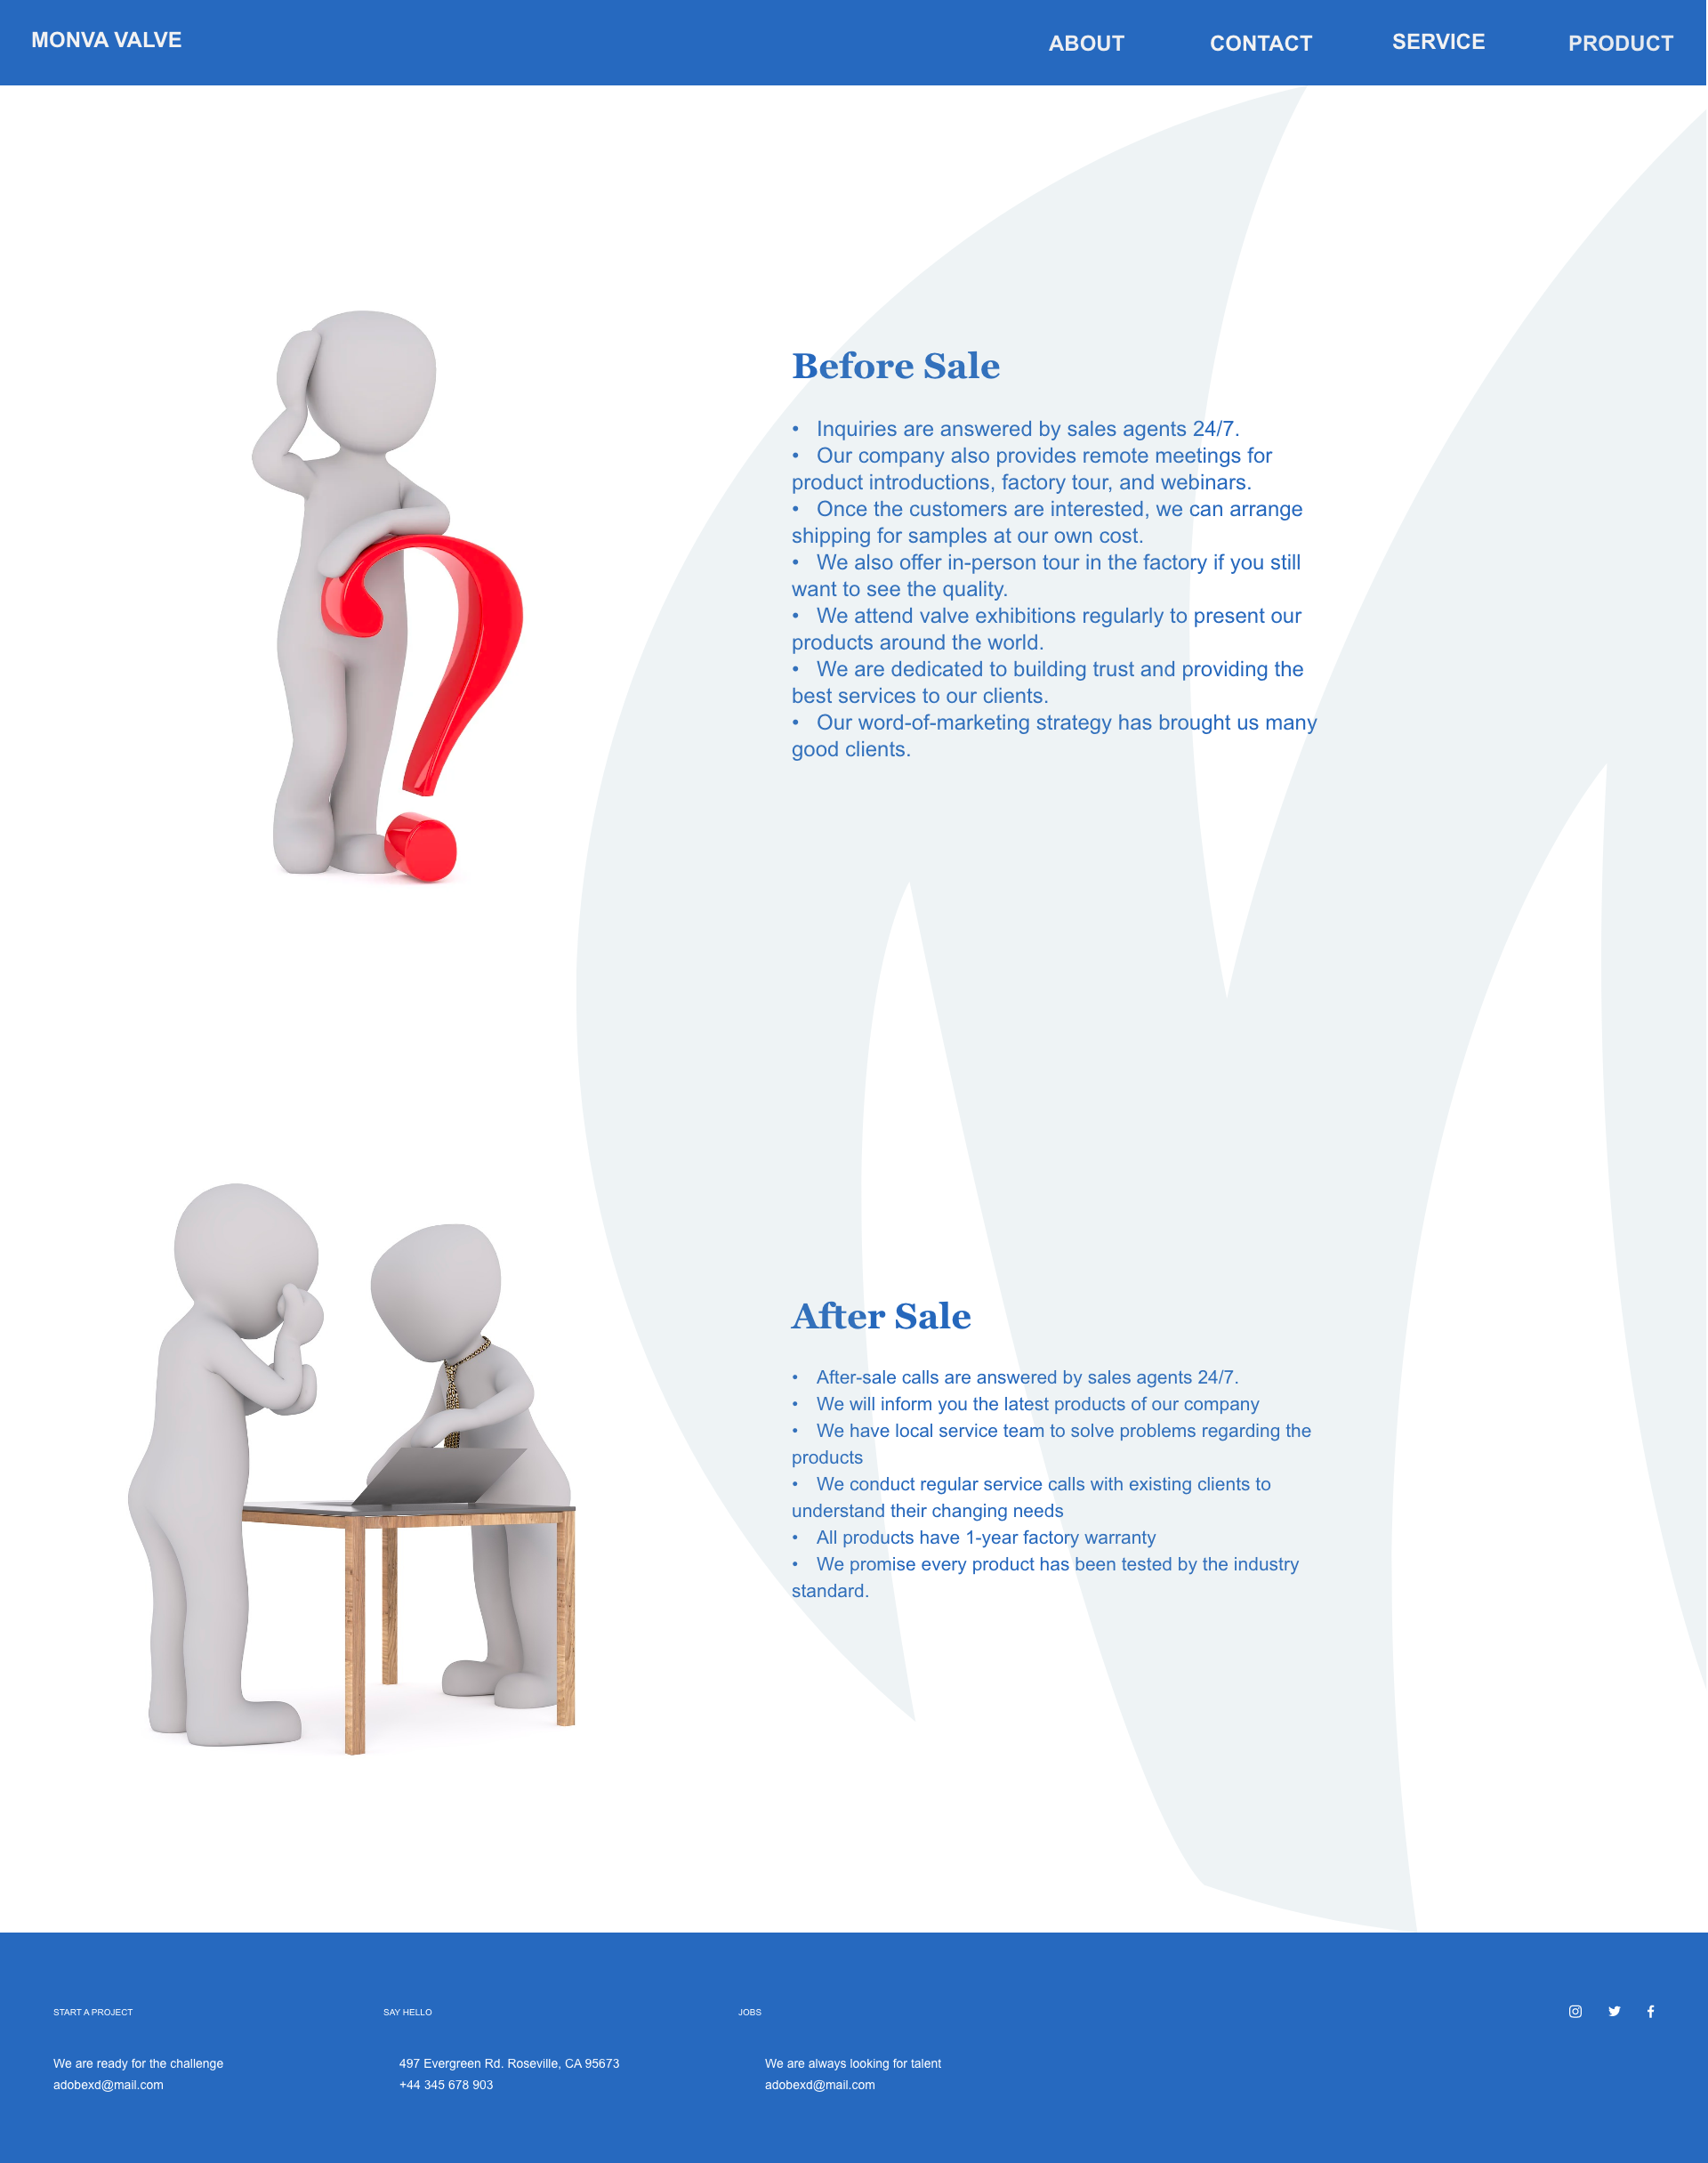 MONVA VALVE
ABOUT CONTACT SERVICE PRODUCT
Before Sale
• Inquiries are answered by sales agents 24/7.
• Our company also provides remote meetings for
product introductions, factory tour, and webinars.
• Once the customers are interested, we can arrange
shipping for samples at our own cost.
• We also offer in-person tour in the factory if you still
want to see the quality.
• We attend valve exhibitions regularly to present our
products around the world.
• We are dedicated to building trust and providing the
best services to our clients.
• Our word-of-marketing strategy has brought us many
good clients.
After Sale
• After-sale calls are answered by sales agents 24/7.
• We will inform you the latest products of our company
• We have local service team to solve problems regarding the
products
• We conduct regular service calls with existing clients to
understand their changing needs
• All products have 1-year factory warranty
• We promise every product has been tested by the industry
standard.
START A PROJECT
We are ready for the challenge
adobexd@mail.com
SAY HELLO
497 Evergreen Rd. Roseville, CA 95673
+44 345 678 903
JOBS
We are always looking for talent
adobexd@mail.com